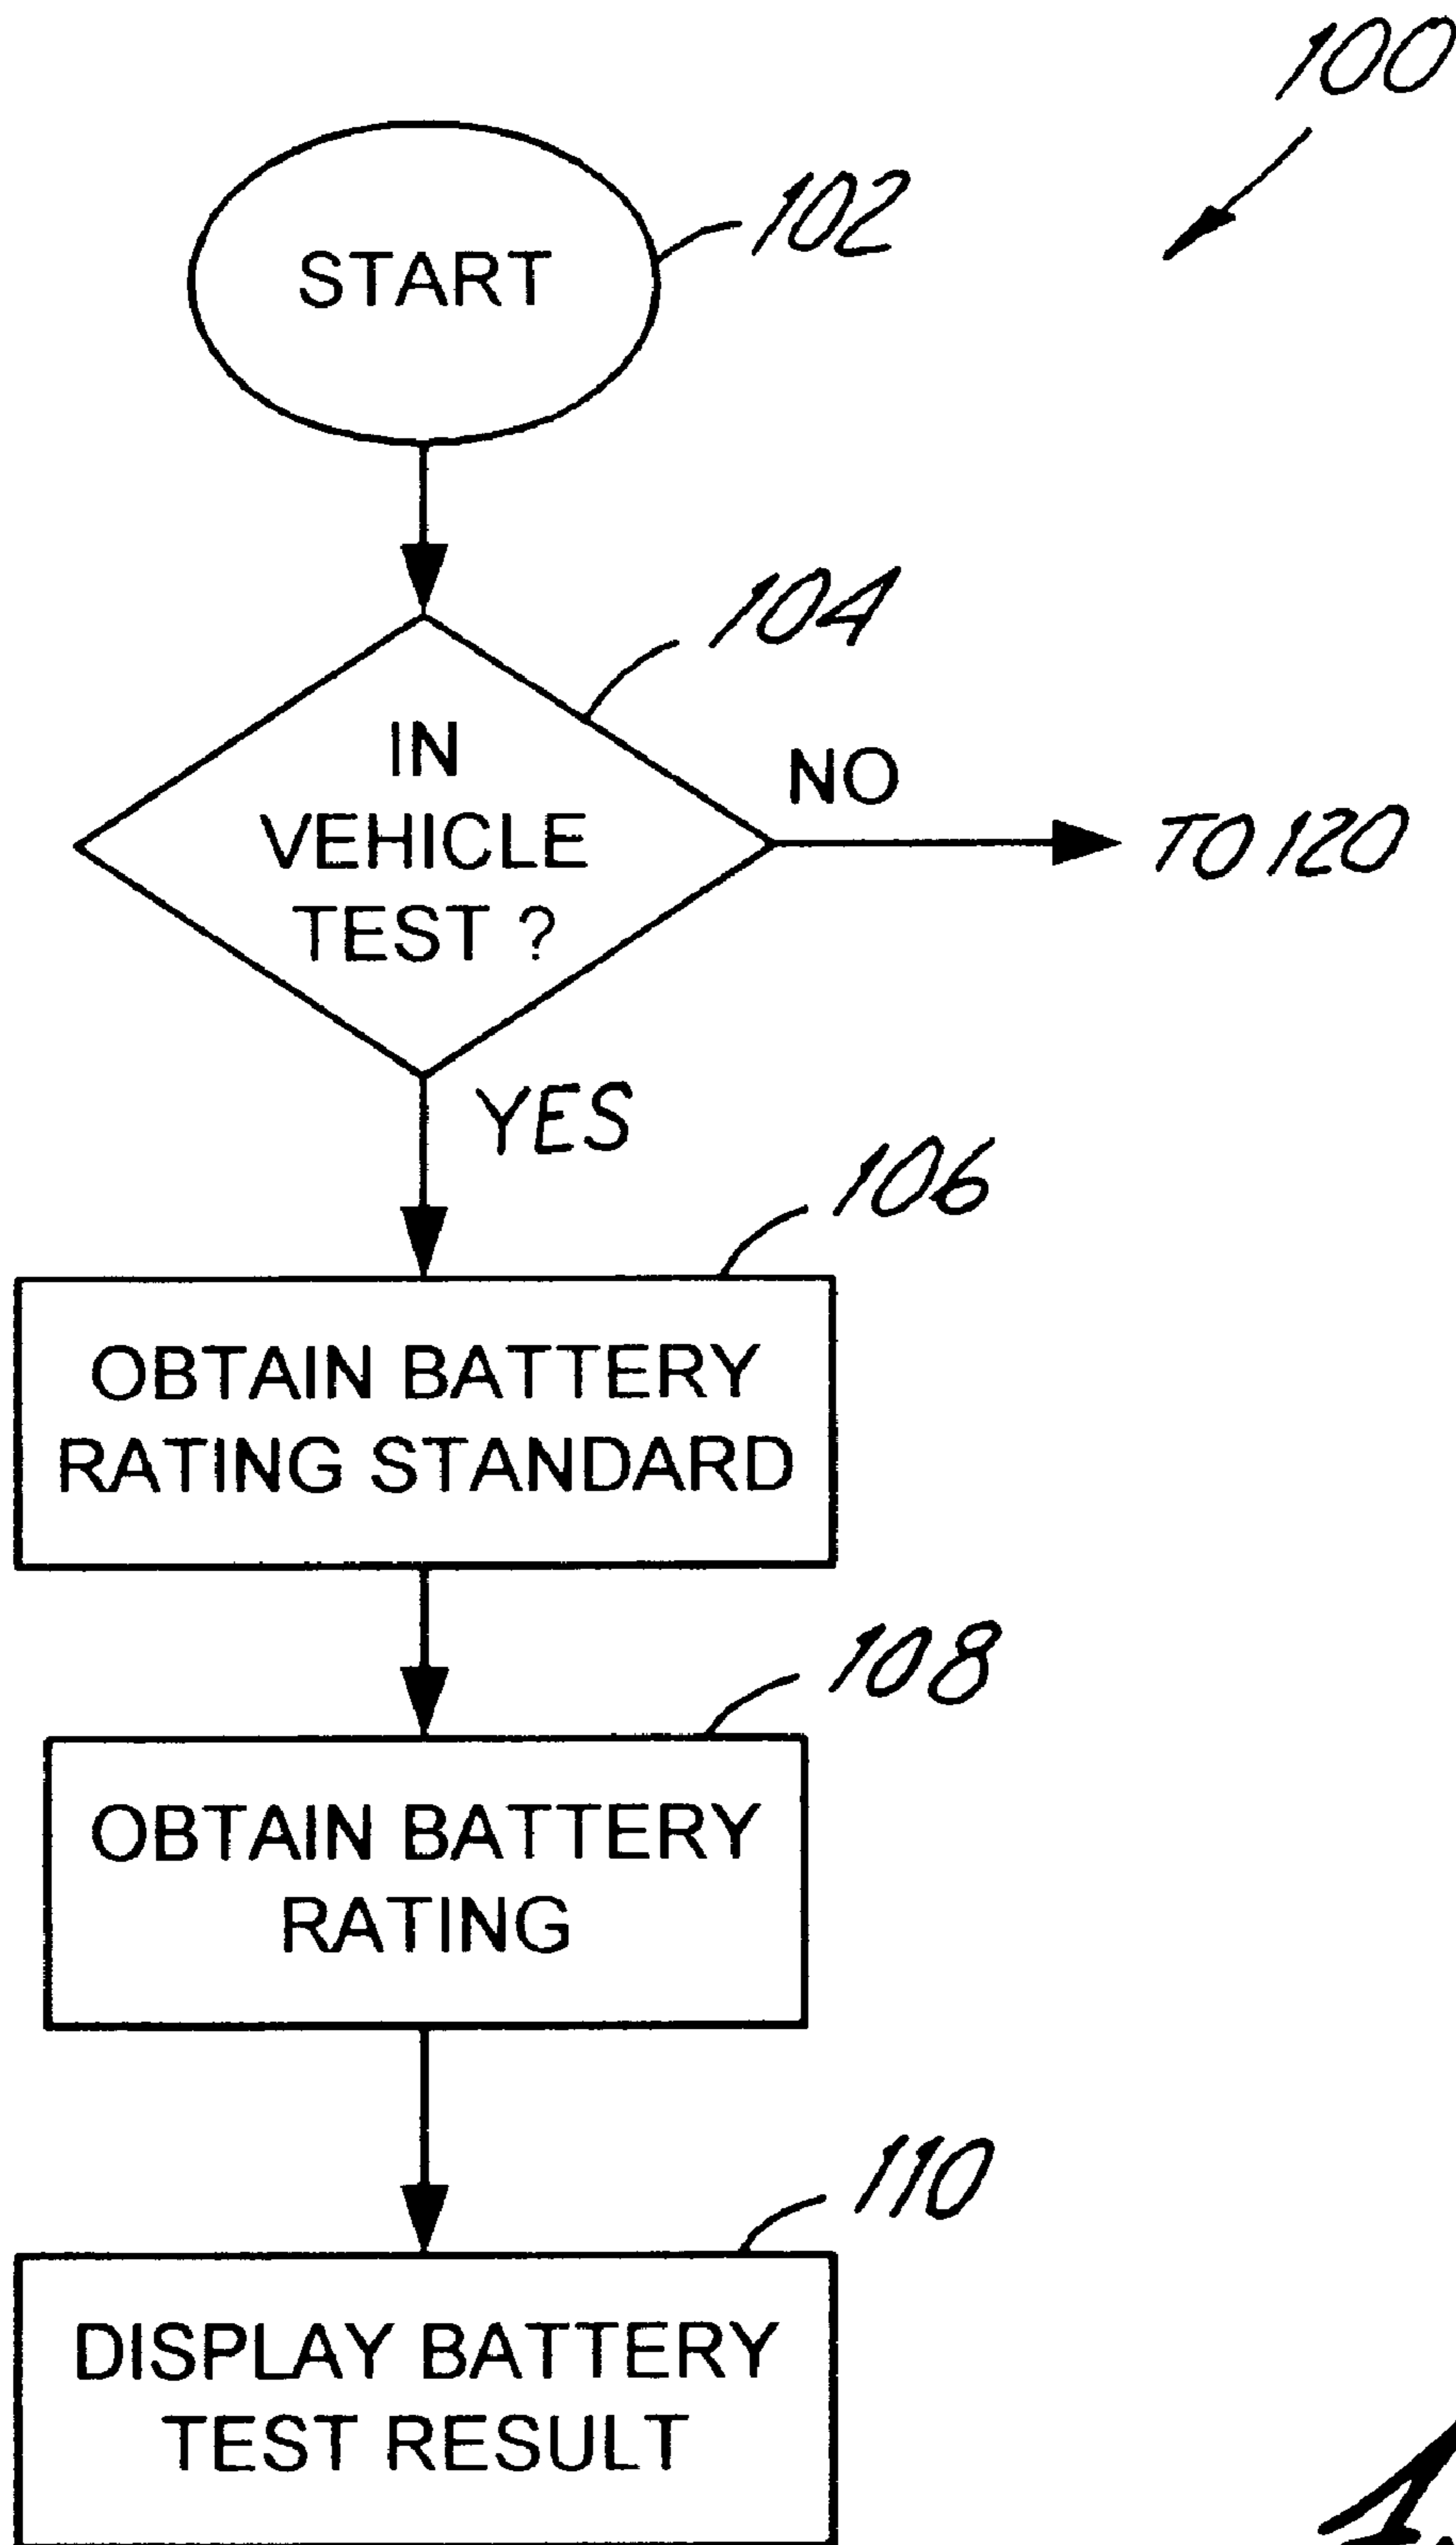 100
START
102
IN
VEHICLE
TEST ?
104
NO
TO 120
YES
106
OBTAIN BATTERY
RATING STANDARD
108
OBTAIN BATTERY
RATING
110
DISPLAY BATTERY
TEST RESULT